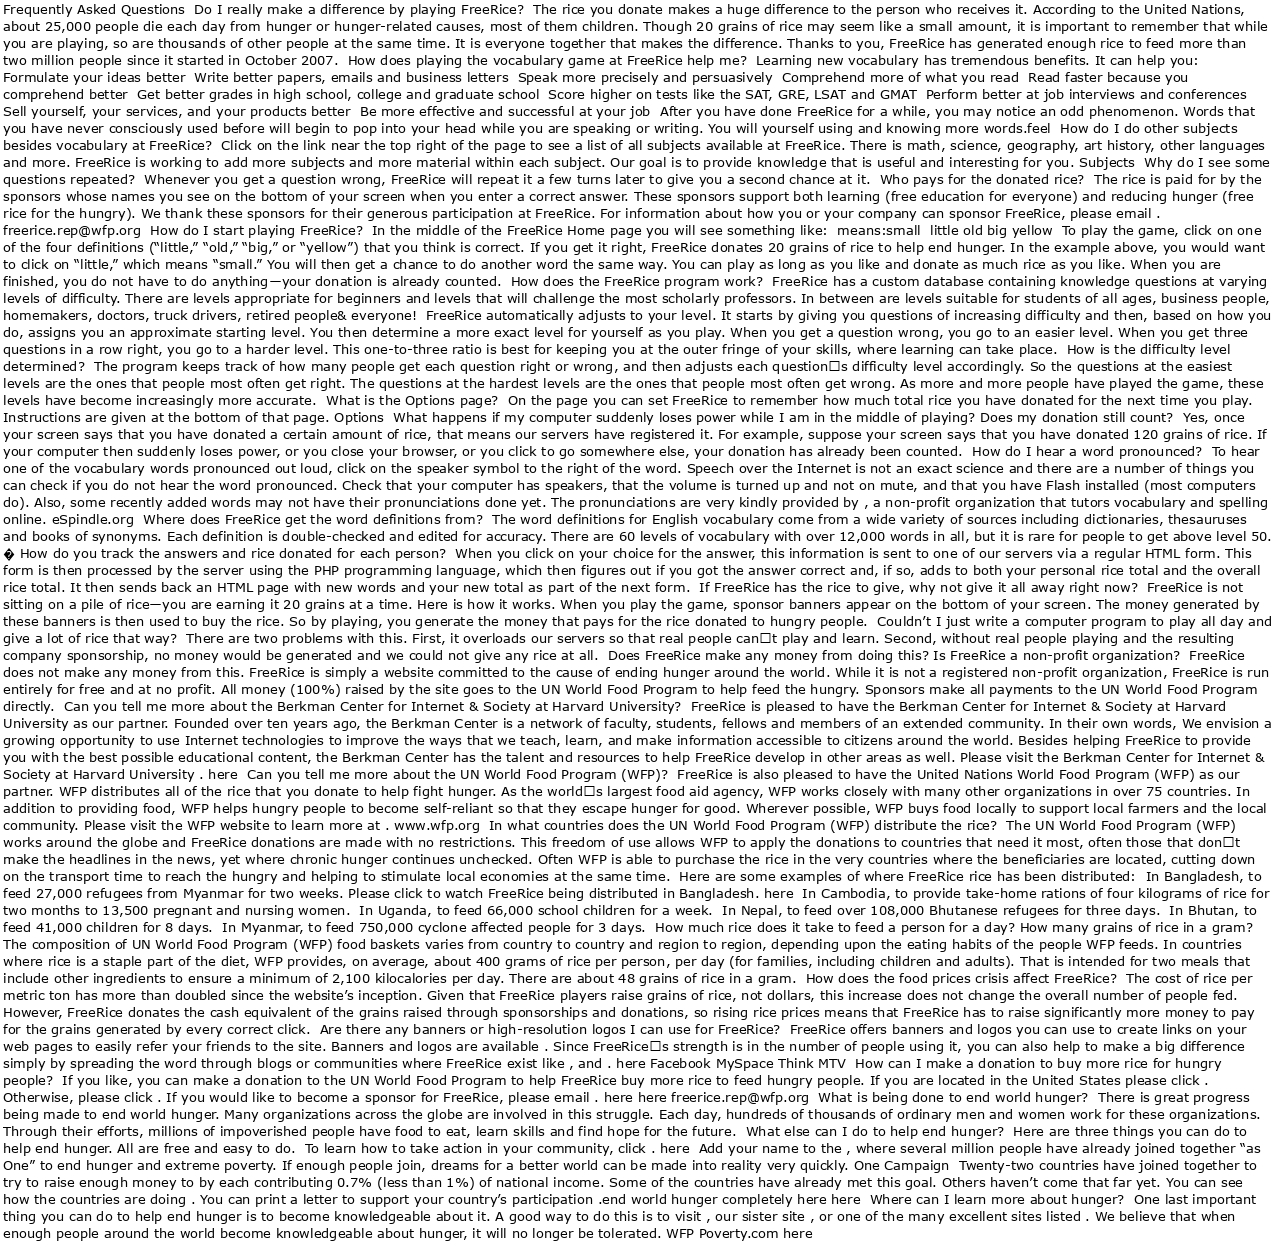 Frequently Asked Questions  Do I really make a difference by playing FreeRice?  The rice you donate makes a huge difference to the person who receives it. According to the United Nations,
about 25,000 people die each day from hunger or hunger-related causes, most of them children. Though 20 grains of rice may seem like a small amount, it is important to remember that while
you are playing, so are thousands of other people at the same time. It is everyone together that makes the difference. Thanks to you, FreeRice has generated enough rice to feed more than
two million people since it started in October 2007.  How does playing the vocabulary game at FreeRice help me?  Learning new vocabulary has tremendous benefits. It can help you:
Formulate your ideas better  Write better papers, emails and business letters  Speak more precisely and persuasively  Comprehend more of what you read  Read faster because you
comprehend better  Get better grades in high school, college and graduate school  Score higher on tests like the SAT, GRE, LSAT and GMAT  Perform better at job interviews and conferences
Sell yourself, your services, and your products better  Be more effective and successful at your job  After you have done FreeRice for a while, you may notice an odd phenomenon. Words that
you have never consciously used before will begin to pop into your head while you are speaking or writing. You will yourself using and knowing more words.feel  How do I do other subjects
besides vocabulary at FreeRice?  Click on the link near the top right of the page to see a list of all subjects available at FreeRice. There is math, science, geography, art history, other languages
and more. FreeRice is working to add more subjects and more material within each subject. Our goal is to provide knowledge that is useful and interesting for you. Subjects  Why do I see some
questions repeated?  Whenever you get a question wrong, FreeRice will repeat it a few turns later to give you a second chance at it.  Who pays for the donated rice?  The rice is paid for by the
sponsors whose names you see on the bottom of your screen when you enter a correct answer. These sponsors support both learning (free education for everyone) and reducing hunger (free
rice for the hungry). We thank these sponsors for their generous participation at FreeRice. For information about how you or your company can sponsor FreeRice, please email .
freerice.rep@wfp.org  How do I start playing FreeRice?  In the middle of the FreeRice Home page you will see something like:  means:small  little old big yellow  To play the game, click on one
of the four definitions (“little,” “old,” “big,” or “yellow”) that you think is correct. If you get it right, FreeRice donates 20 grains of rice to help end hunger. In the example above, you would want
to click on “little,” which means “small.” You will then get a chance to do another word the same way. You can play as long as you like and donate as much rice as you like. When you are
finished, you do not have to do anything—your donation is already counted.  How does the FreeRice program work?  FreeRice has a custom database containing knowledge questions at varying
levels of difficulty. There are levels appropriate for beginners and levels that will challenge the most scholarly professors. In between are levels suitable for students of all ages, business people,
homemakers, doctors, truck drivers, retired people& everyone!  FreeRice automatically adjusts to your level. It starts by giving you questions of increasing difficulty and then, based on how you
do, assigns you an approximate starting level. You then determine a more exact level for yourself as you play. When you get a question wrong, you go to an easier level. When you get three
questions in a row right, you go to a harder level. This one-to-three ratio is best for keeping you at the outer fringe of your skills, where learning can take place.  How is the difficulty level
determined?  The program keeps track of how many people get each question right or wrong, and then adjusts each question□s difficulty level accordingly. So the questions at the easiest
levels are the ones that people most often get right. The questions at the hardest levels are the ones that people most often get wrong. As more and more people have played the game, these
levels have become increasingly more accurate.  What is the Options page?  On the page you can set FreeRice to remember how much total rice you have donated for the next time you play.
Instructions are given at the bottom of that page. Options  What happens if my computer suddenly loses power while I am in the middle of playing? Does my donation still count?  Yes, once
your screen says that you have donated a certain amount of rice, that means our servers have registered it. For example, suppose your screen says that you have donated 120 grains of rice. If
your computer then suddenly loses power, or you close your browser, or you click to go somewhere else, your donation has already been counted.  How do I hear a word pronounced?  To hear
one of the vocabulary words pronounced out loud, click on the speaker symbol to the right of the word. Speech over the Internet is not an exact science and there are a number of things you
can check if you do not hear the word pronounced. Check that your computer has speakers, that the volume is turned up and not on mute, and that you have Flash installed (most computers
do). Also, some recently added words may not have their pronunciations done yet. The pronunciations are very kindly provided by , a non-profit organization that tutors vocabulary and spelling
online. eSpindle.org  Where does FreeRice get the word definitions from?  The word definitions for English vocabulary come from a wide variety of sources including dictionaries, thesauruses
and books of synonyms. Each definition is double-checked and edited for accuracy. There are 60 levels of vocabulary with over 12,000 words in all, but it is rare for people to get above level 50.
� How do you track the answers and rice donated for each person?  When you click on your choice for the answer, this information is sent to one of our servers via a regular HTML form. This
form is then processed by the server using the PHP programming language, which then figures out if you got the answer correct and, if so, adds to both your personal rice total and the overall
rice total. It then sends back an HTML page with new words and your new total as part of the next form.  If FreeRice has the rice to give, why not give it all away right now?  FreeRice is not
sitting on a pile of rice—you are earning it 20 grains at a time. Here is how it works. When you play the game, sponsor banners appear on the bottom of your screen. The money generated by
these banners is then used to buy the rice. So by playing, you generate the money that pays for the rice donated to hungry people.  Couldn’t I just write a computer program to play all day and
give a lot of rice that way?  There are two problems with this. First, it overloads our servers so that real people can□t play and learn. Second, without real people playing and the resulting
company sponsorship, no money would be generated and we could not give any rice at all.  Does FreeRice make any money from doing this? Is FreeRice a non-profit organization?  FreeRice
does not make any money from this. FreeRice is simply a website committed to the cause of ending hunger around the world. While it is not a registered non-profit organization, FreeRice is run
entirely for free and at no profit. All money (100%) raised by the site goes to the UN World Food Program to help feed the hungry. Sponsors make all payments to the UN World Food Program
directly.  Can you tell me more about the Berkman Center for Internet & Society at Harvard University?  FreeRice is pleased to have the Berkman Center for Internet & Society at Harvard
University as our partner. Founded over ten years ago, the Berkman Center is a network of faculty, students, fellows and members of an extended community. In their own words, We envision a
growing opportunity to use Internet technologies to improve the ways that we teach, learn, and make information accessible to citizens around the world. Besides helping FreeRice to provide
you with the best possible educational content, the Berkman Center has the talent and resources to help FreeRice develop in other areas as well. Please visit the Berkman Center for Internet &
Society at Harvard University . here  Can you tell me more about the UN World Food Program (WFP)?  FreeRice is also pleased to have the United Nations World Food Program (WFP) as our
partner. WFP distributes all of the rice that you donate to help fight hunger. As the world□s largest food aid agency, WFP works closely with many other organizations in over 75 countries. In
addition to providing food, WFP helps hungry people to become self-reliant so that they escape hunger for good. Wherever possible, WFP buys food locally to support local farmers and the local
community. Please visit the WFP website to learn more at . www.wfp.org  In what countries does the UN World Food Program (WFP) distribute the rice?  The UN World Food Program (WFP)
works around the globe and FreeRice donations are made with no restrictions. This freedom of use allows WFP to apply the donations to countries that need it most, often those that don□t
make the headlines in the news, yet where chronic hunger continues unchecked. Often WFP is able to purchase the rice in the very countries where the beneficiaries are located, cutting down
on the transport time to reach the hungry and helping to stimulate local economies at the same time.  Here are some examples of where FreeRice rice has been distributed:  In Bangladesh, to
feed 27,000 refugees from Myanmar for two weeks. Please click to watch FreeRice being distributed in Bangladesh. here  In Cambodia, to provide take-home rations of four kilograms of rice for
two months to 13,500 pregnant and nursing women.  In Uganda, to feed 66,000 school children for a week.  In Nepal, to feed over 108,000 Bhutanese refugees for three days.  In Bhutan, to
feed 41,000 children for 8 days.  In Myanmar, to feed 750,000 cyclone affected people for 3 days.  How much rice does it take to feed a person for a day? How many grains of rice in a gram?
The composition of UN World Food Program (WFP) food baskets varies from country to country and region to region, depending upon the eating habits of the people WFP feeds. In countries
where rice is a staple part of the diet, WFP provides, on average, about 400 grams of rice per person, per day (for families, including children and adults). That is intended for two meals that
include other ingredients to ensure a minimum of 2,100 kilocalories per day. There are about 48 grains of rice in a gram.  How does the food prices crisis affect FreeRice?  The cost of rice per
metric ton has more than doubled since the website’s inception. Given that FreeRice players raise grains of rice, not dollars, this increase does not change the overall number of people fed.
However, FreeRice donates the cash equivalent of the grains raised through sponsorships and donations, so rising rice prices means that FreeRice has to raise significantly more money to pay
for the grains generated by every correct click.  Are there any banners or high-resolution logos I can use for FreeRice?  FreeRice offers banners and logos you can use to create links on your
web pages to easily refer your friends to the site. Banners and logos are available . Since FreeRice□s strength is in the number of people using it, you can also help to make a big difference
simply by spreading the word through blogs or communities where FreeRice exist like , and . here Facebook MySpace Think MTV  How can I make a donation to buy more rice for hungry
people?  If you like, you can make a donation to the UN World Food Program to help FreeRice buy more rice to feed hungry people. If you are located in the United States please click .
Otherwise, please click . If you would like to become a sponsor for FreeRice, please email . here here freerice.rep@wfp.org  What is being done to end world hunger?  There is great progress
being made to end world hunger. Many organizations across the globe are involved in this struggle. Each day, hundreds of thousands of ordinary men and women work for these organizations.
Through their efforts, millions of impoverished people have food to eat, learn skills and find hope for the future.  What else can I do to help end hunger?  Here are three things you can do to
help end hunger. All are free and easy to do.  To learn how to take action in your community, click . here  Add your name to the , where several million people have already joined together “as
One” to end hunger and extreme poverty. If enough people join, dreams for a better world can be made into reality very quickly. One Campaign  Twenty-two countries have joined together to
try to raise enough money to by each contributing 0.7% (less than 1%) of national income. Some of the countries have already met this goal. Others haven’t come that far yet. You can see
how the countries are doing . You can print a letter to support your country’s participation .end world hunger completely here here  Where can I learn more about hunger?  One last important
thing you can do to help end hunger is to become knowledgeable about it. A good way to do this is to visit , our sister site , or one of the many excellent sites listed . We believe that when
enough people around the world become knowledgeable about hunger, it will no longer be tolerated. WFP Poverty.com here